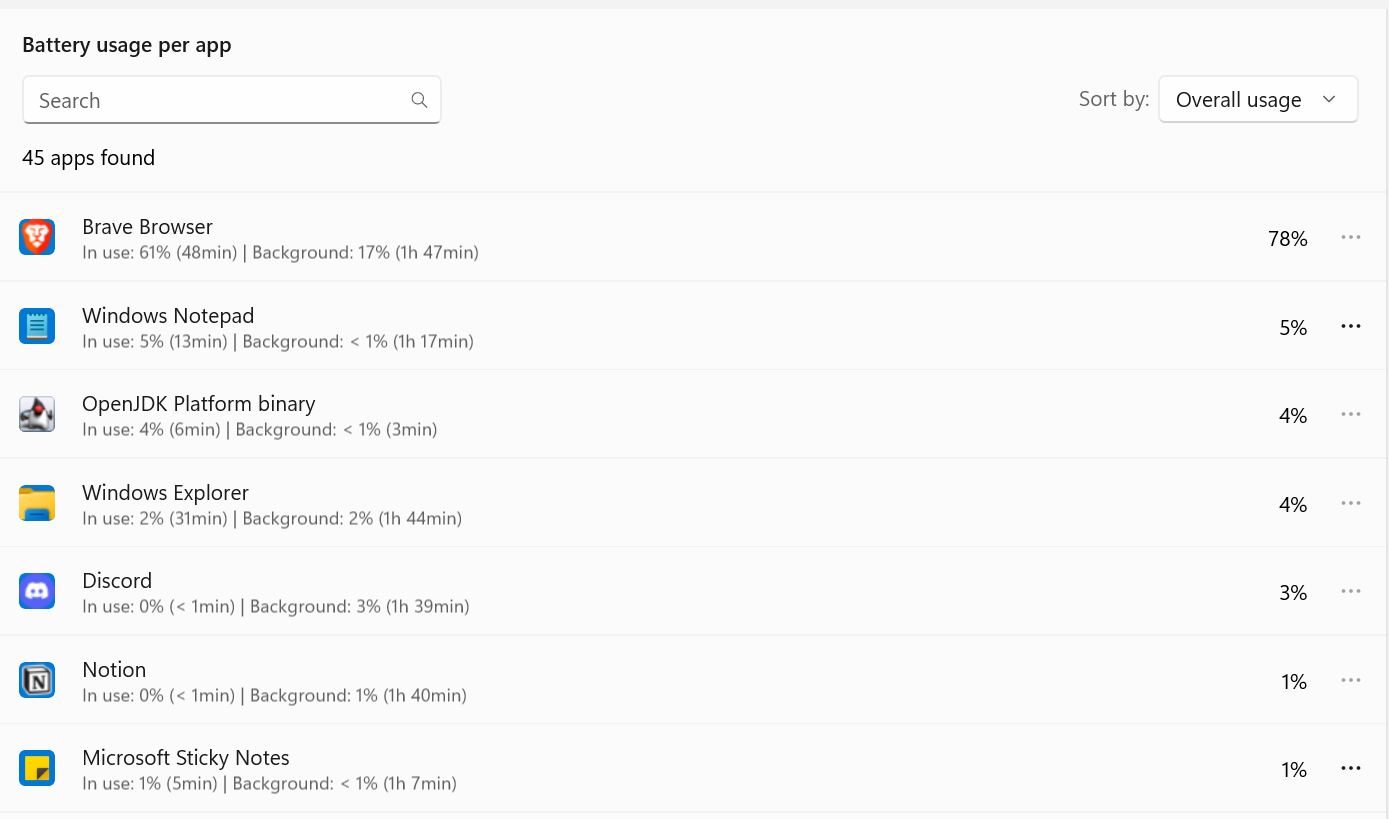 Battery usage per app
Search
Sort by: Overall usage
45 apps found
Brave Browser
In use: 61% (48min) | Background: 17% (1h 47min)
78%
Windows Notepad
In use: 5% (13min) | Background: < 1% (1h 17min)
5%
OpenJDK Platform binary
In use: 4% (6min) | Background: < 1% (3min)
4%
Windows Explorer
In use: 2% (31min) | Background: 2% (1h 44min)
4%
Discord
In use: 0% (< 1min) | Background: 3% (1h 39min)
3%
Notion
In use: 0% (< 1min) | Background: 1% (1h 40min)
1%
Microsoft Sticky Notes
In use: 1% (5min) | Background: < 1% (1h 7min)
1%